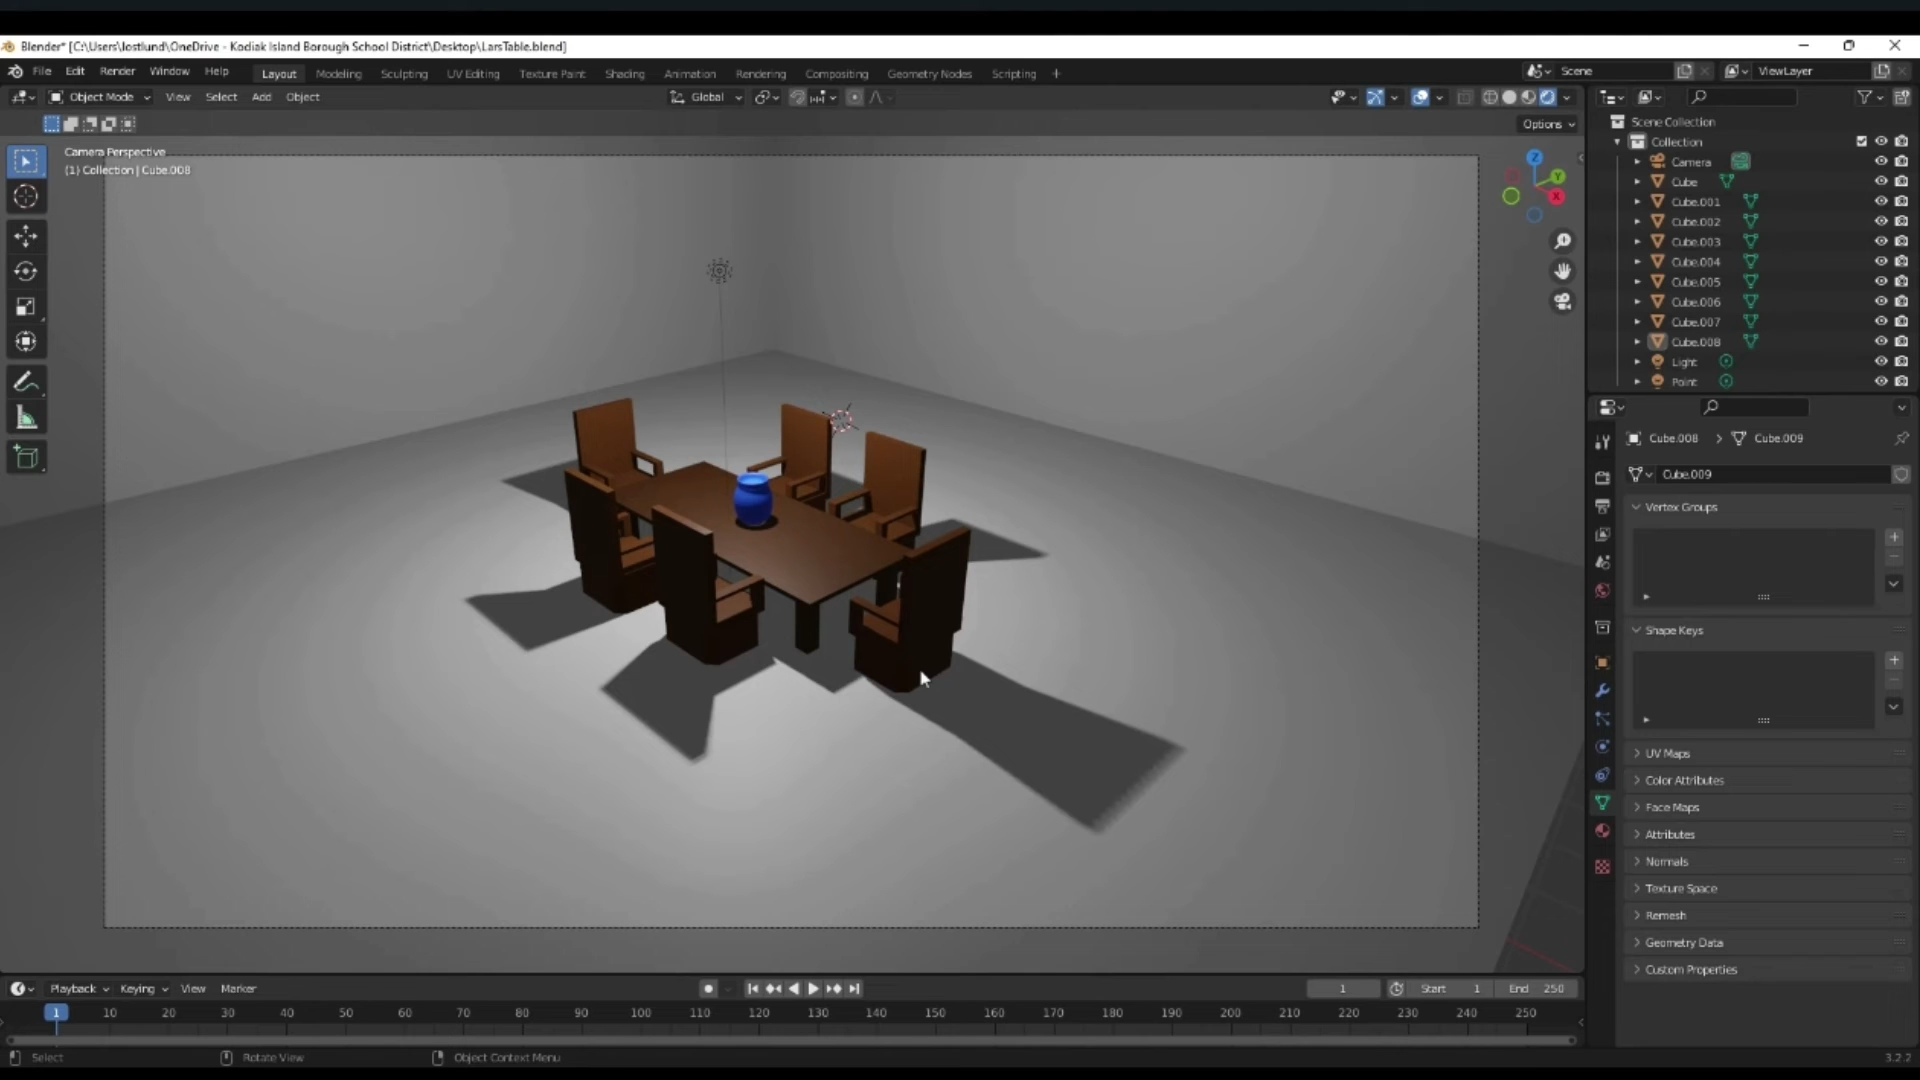 Blender* [C:\Users\lostlund\OneDrive - Kodiak Island Borough School District\Desktop\LarsTable.blend]
File Edit Render Window Help Layout Modeling Sculpting UV Editing Texture Paint Shading Animation Rendering Compositing Geometry Nodes Scripting + Scene ViewLayer
Object Mode View Select Add Object Global
Options
Camera Perspective
(1) Collection | Cube.008
Z
Y
X
Scene Collection
Collection
Camera
Cube
Cube.001
Cube.002
Cube.003
Cube.004
Cube.005
Cube.006
Cube.007
Cube.008
Light
Point
Cube.008 > Cube.009
Cube.009
Vertex Groups
Shape Keys
UV Maps
Color Attributes
Face Maps
Attributes
Normals
Texture Space
Remesh
Geometry Data
Custom Properties
Playback Keying View Marker 1 Start 1 End 250
1 10 20 30 40 50 60 70 80 90 100 110 120 130 140 150 160 170 180 190 200 210 220 230 240 250
Select Rotate View Object Context Menu 3.2.2